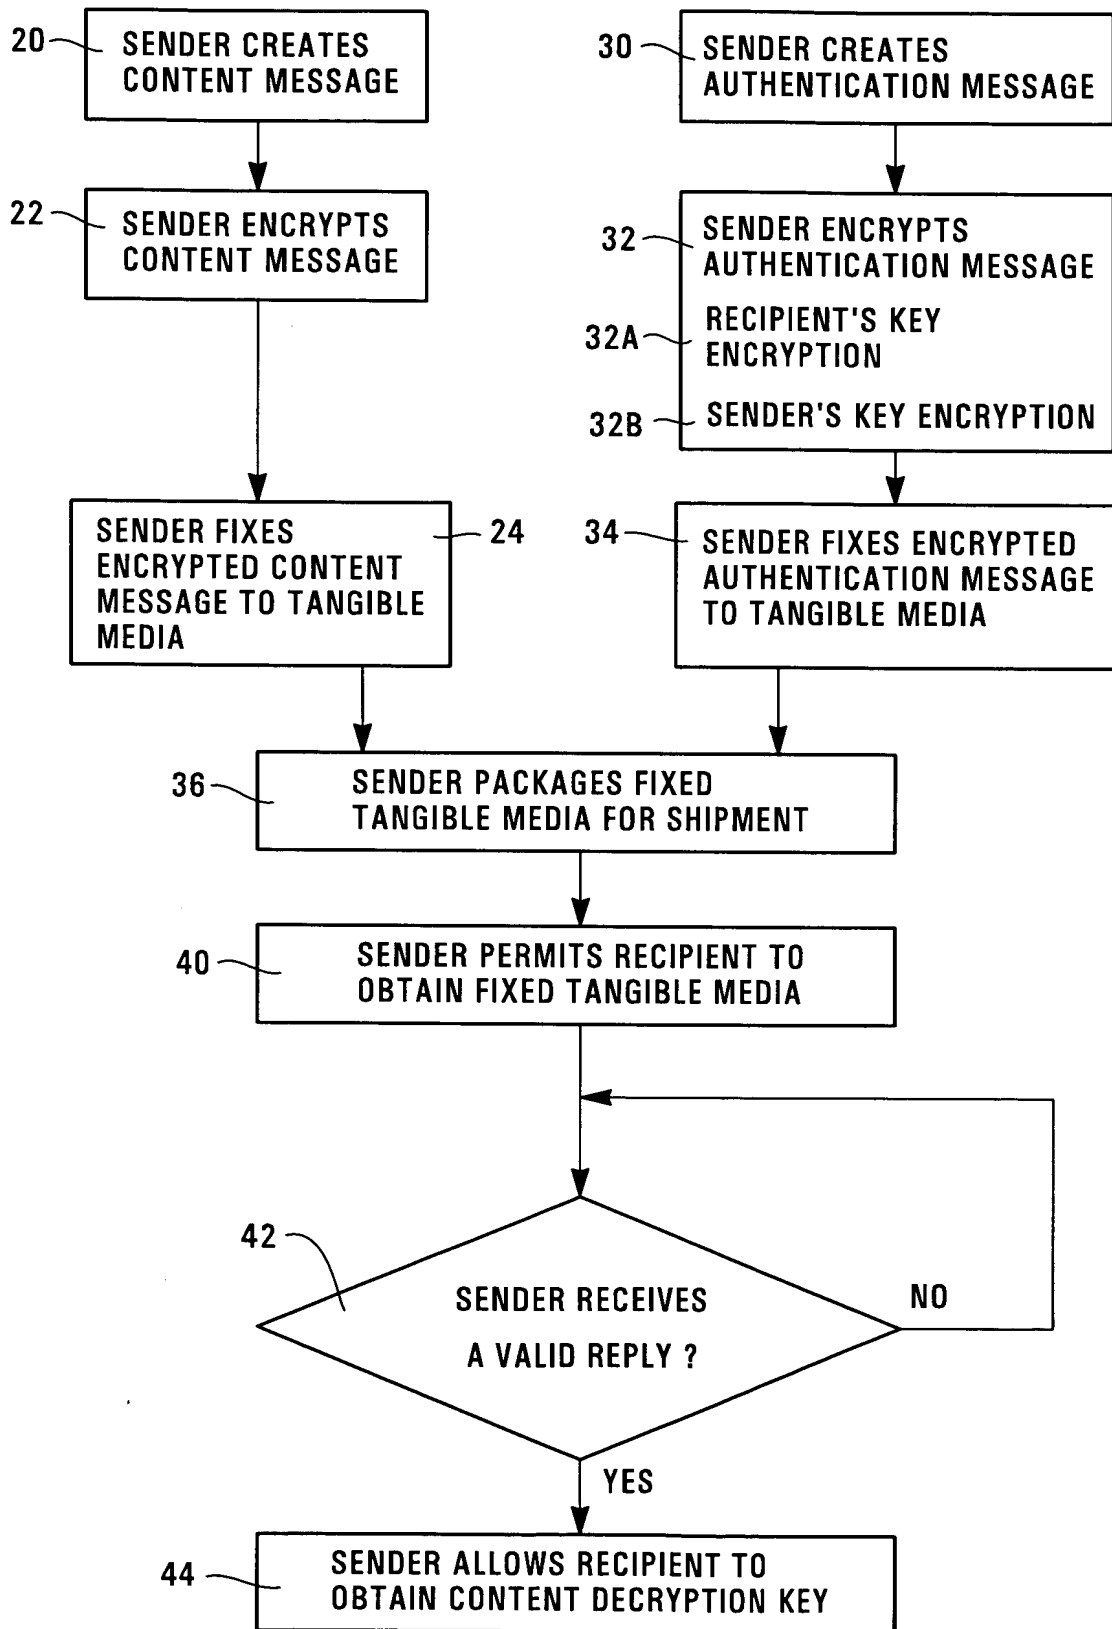 20
SENDER CREATES
CONTENT MESSAGE
30
SENDER CREATES
AUTHENTICATION MESSAGE
22
SENDER ENCRYPTS
CONTENT MESSAGE
32
SENDER ENCRYPTS
AUTHENTICATION MESSAGE
32A
RECIPIENT'S KEY
ENCRYPTION
32B
SENDER'S KEY ENCRYPTION
SENDER FIXES
ENCRYPTED CONTENT
MESSAGE TO TANGIBLE
MEDIA
24
34
SENDER FIXES ENCRYPTED
AUTHENTICATION MESSAGE
TO TANGIBLE MEDIA
36
SENDER PACKAGES FIXED
TANGIBLE MEDIA FOR SHIPMENT
40
SENDER PERMITS RECIPIENT TO
OBTAIN FIXED TANGIBLE MEDIA
42
SENDER RECEIVES
A VALID REPLY ?
NO
YES
44
SENDER ALLOWS RECIPIENT TO
OBTAIN CONTENT DECRYPTION KEY